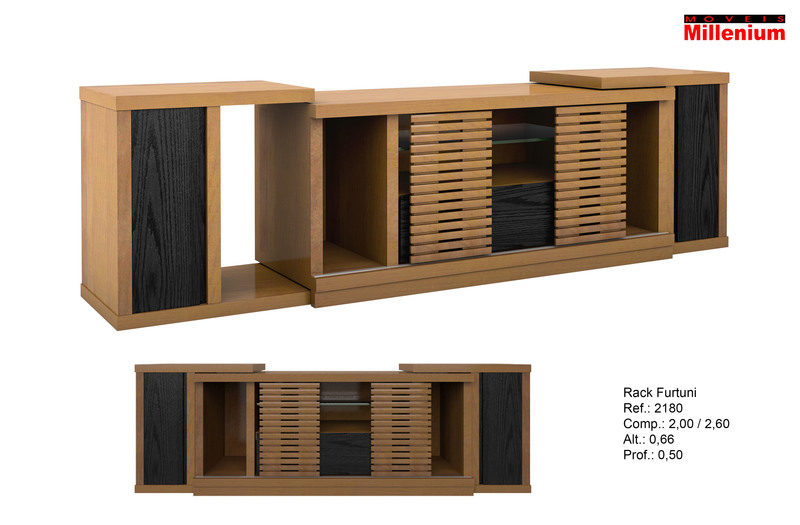 MOVEIS
Millenium
Rack Furtuni
Ref.: 2180
Comp.: 2,00 / 2,60
Alt.: 0,66
Prof.: 0,50